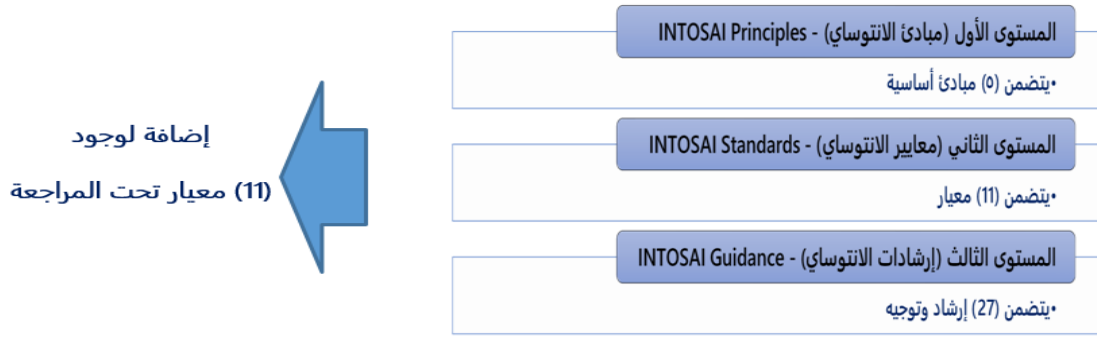 المستوى الأول (مبادئ الانتوساي) - INTOSAI Principles
•يتضمن (٥) مبادئ أساسية
المستوى الثاني (معايير الانتوساي) - INTOSAI Standards
•يتضمن (11) معيار
المستوى الثالث (إرشادات الانتوساي) - INTOSAI Guidance
•يتضمن (27) إرشاد وتوجيه
إضافة لوجود
(11) معيار تحت المراجعة